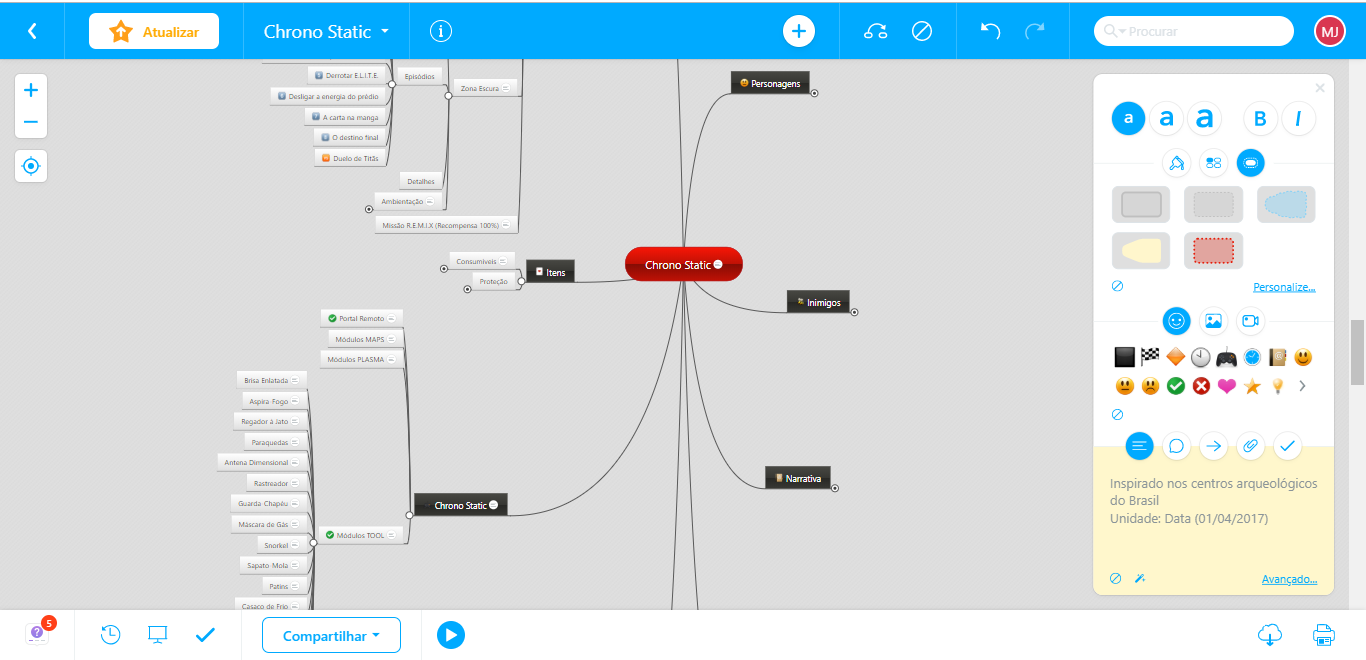 Atualizar
Chrono Static
Procurar
MJ
Derrotar E.L.I.T.E.
Episódios
Desligar a energia do prédio
Zona Escura
A carta na manga
O destino final
Duelo de Titãs
Detalhes
Ambientação
Missão R.E.M.I.X (Recompensa 100%)
Personagens
Consumíveis
Itens
Proteção
Chrono Static
Inimigos
Portal Remoto
Módulos MAPS
Módulos PLASMA
Brisa Enlatada
Aspira-Fogo
Regador à Jato
Paraquedas
Antena Dimensional
Rastreador
Guarda-Chapéu
Máscara de Gás
Snorkel
Sapato-Mola
Patins
Casaco de Frio
Narrativa
Chrono Static
Módulos TOOL
a a a B I
Personalize...
Inspirado nos centros arqueológicos
do Brasil
Unidade: Data (01/04/2017)
Avançado...
5
?
Compartilhar